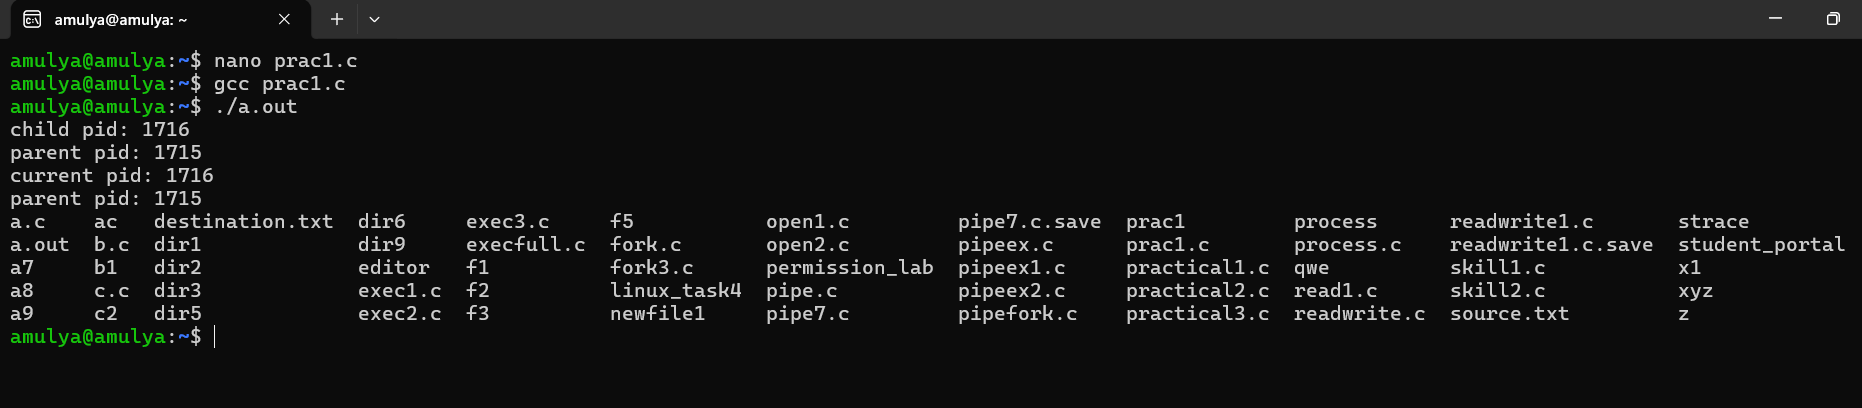 amulya@amulya: ~
amulya@amulya:~$ nano prac1.c
amulya@amulya:~$ gcc prac1.c
amulya@amulya:~$ ./a.out
child pid: 1716
parent pid: 1715
current pid: 1716
parent pid: 1715
a.c    ac   destination.txt  dir6     exec3.c     f5           open1.c         pipe7.c.save  prac1         process      readwrite1.c       strace
a.out  b.c  dir1             dir9     execfull.c  fork.c       open2.c         pipeex.c      prac1.c       process.c    readwrite1.c.save  student_portal
a7     b1   dir2             editor   f1          fork3.c      permission_lab  pipeex1.c     practical1.c  qwe          skill1.c           x1
a8     c.c  dir3             exec1.c  f2          linux_task4  pipe.c          pipeex2.c     practical2.c  read1.c      skill2.c           xyz
a9     c2   dir5             exec2.c  f3          newfile1     pipe7.c         pipefork.c    practical3.c  readwrite.c  source.txt         z
amulya@amulya:~$